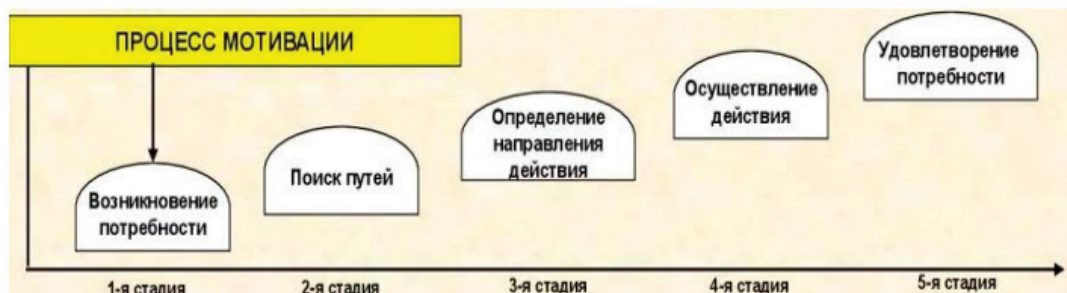 ПРОЦЕСС МОТИВАЦИИ
Возникновение
потребности
Поиск путей
Определение
направления
действия
Осуществление
действия
Удовлетворение
потребности
1-я стадия
2-я стадия
3-я стадия
4-я стадия
5-я стадия